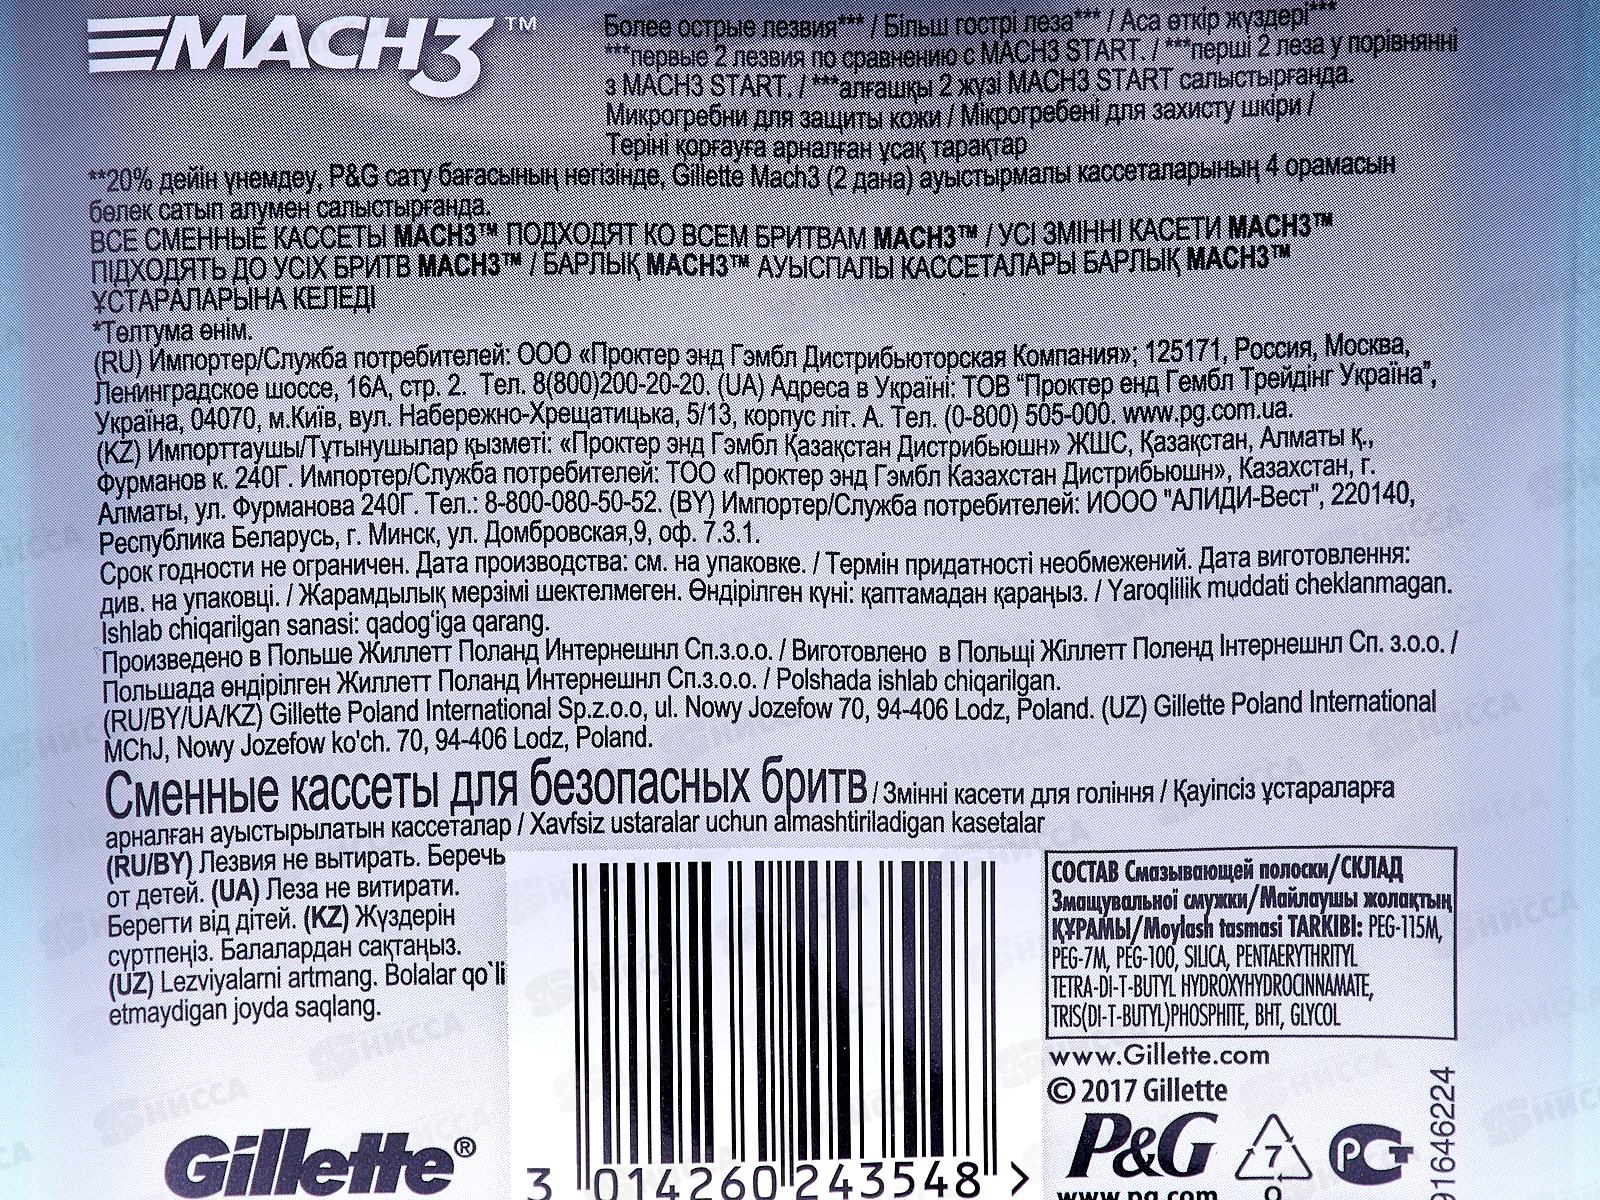 MACH3™
Более острые лезвия*** / Більш гострі леза*** / Аса өткір жүздері***
***первые 2 лезвия по сравнению с MACH3 START. / ***перші 2 леза у порівнянні
з MACH3 START. / ***алғашқы 2 жүзі MACH3 START салыстырғанда.
Микрогребни для защиты кожи / Мікрогребені для захисту шкіри /
Теріні қорғауға арналған ұсақ тарақтар
**20% дейін үнемдеу, P&G сату бағасының негізінде, Gillette Mach3 (2 дана) ауыстырмалы кассеталарының 4 орамасын
бөлек сатып алумен салыстырғанда.
ВСЕ СМЕННЫЕ КАССЕТЫ MACH3™ ПОДХОДЯТ КО ВСЕМ БРИТВАМ MACH3™ / УСІ ЗМІННІ КАСЕТИ MACH3™
ПІДХОДЯТЬ ДО УСІХ БРИТВ MACH3™ / БАРЛЫҚ MACH3™ АУЫСПАЛЫ КАССЕТАЛАРЫ БАРЛЫҚ MACH3™
ҰСТАРАЛАРЫНА КЕЛЕДІ
*Төлтума өнім.
(RU) Импортер/Служба потребителей: ООО «Проктер энд Гэмбл Дистрибьюторская Компания»; 125171, Россия, Москва,
Ленинградское шоссе, 16А, стр. 2. Тел. 8(800)200-20-20. (UA) Адреса в Україні: ТОВ "Проктер енд Гембл Трейдінг Україна",
Україна, 04070, м.Київ, вул. Набережно-Хрещатицька, 5/13, корпус літ. А. Тел. (0-800) 505-000. www.pg.com.ua.
(KZ) Импорттаушы/Тұтынушылар қызметі: «Проктер энд Гэмбл Қазақстан Дистрибьюшн» ЖШС, Қазақстан, Алматы қ.,
Фурманов к. 240Г. Импортер/Служба потребителей: ТОО «Проктер энд Гэмбл Казахстан Дистрибьюшн», Казахстан, г.
Алматы, ул. Фурманова 240Г. Тел.: 8-800-080-50-52. (BY) Импортер/Служба потребителей: ИООО "АЛИДИ-Вест", 220140,
Республика Беларусь, г. Минск, ул. Домбровская,9, оф. 7.3.1.
Срок годности не ограничен. Дата производства: см. на упаковке. / Термін придатності необмежений. Дата виготовлення:
див. на упаковці. / Жарамдылық мерзімі шектелмеген. Өндірілген күні: қаптамадан қараңыз. / Yaroqlilik muddati cheklanmagan.
Ishlab chiqarilgan sanasi: qadog'iga qarang.
Произведено в Польше Жиллетт Поланд Интернешнл Сп.з.о.о. / Виготовлено в Польщі Жіллетт Поленд Інтернешнл Сп. з.о.о. /
Польшада өндірілген Жиллетт Поланд Интернешнл Сп.з.о.о. / Polshada ishlab chiqarilgan.
(RU/BY/UA/KZ) Gillette Poland International Sp.z.o.o, ul. Nowy Jozefow 70, 94-406 Lodz, Poland. (UZ) Gillette Poland International
MChJ, Nowy Jozefow ko'ch. 70, 94-406 Lodz, Poland.
Сменные кассеты для безопасных бритв / Змінні касети для гоління / Қауіпсіз ұстараларға
арналған ауыстырылатын кассеталар / Xavfsiz ustaralar uchun almashtiriladigan kasetalar
(RU/BY) Лезвия не вытирать. Беречь
от детей. (UA) Леза не витирати.
Берегти від дітей. (KZ) Жүздерін
сүртпеңіз. Балалардан сақтаңыз.
(UZ) Lezviyalarni artmang. Bolalar qo`li
etmaydigan joyda saqlang.
СОСТАВ Смазывающей полоски/СКЛАД
Змащувальної смужки/Майлаушы жолақтың
ҚҰРАМЫ/Moylash tasmasi TARKIBI: PEG-115M,
PEG-7M, PEG-100, SILICA, PENTAERYTHRITYL
TETRA-DI-T-BUTYL HYDROXYHYDROCINNAMATE,
TRIS(DI-T-BUTYL)PHOSPHITE, BHT, GLYCOL
www.Gillette.com
© 2017 Gillette
P&G
7
РСТ
www.pg.com
91646224
Gillette®
3 014260 243548 >
НИССА